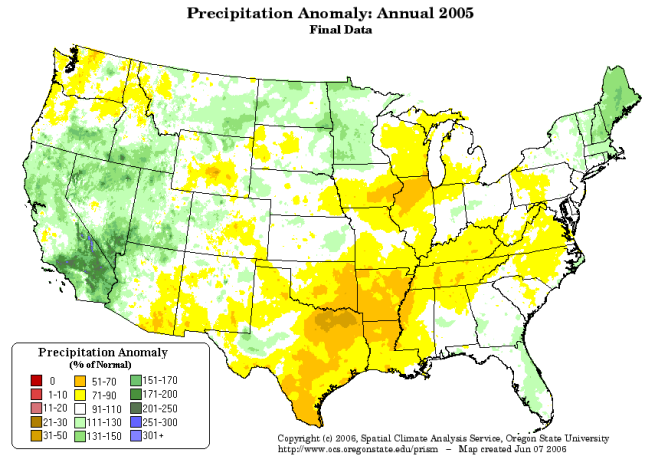 Precipitation Anomaly: Annual 2005
Final Data
Precipitation Anomaly
(% of Normal)
0 51-70 151-170
1-10 71-90 171-200
11-20 91-110 201-250
21-30 111-130 251-300
31-50 131-150 301+
Copyright (c) 2006, Spatial Climate Analysis Service, Oregon State University
http://www.ocs.oregonstate.edu/prism - Map created Jun 07 2006